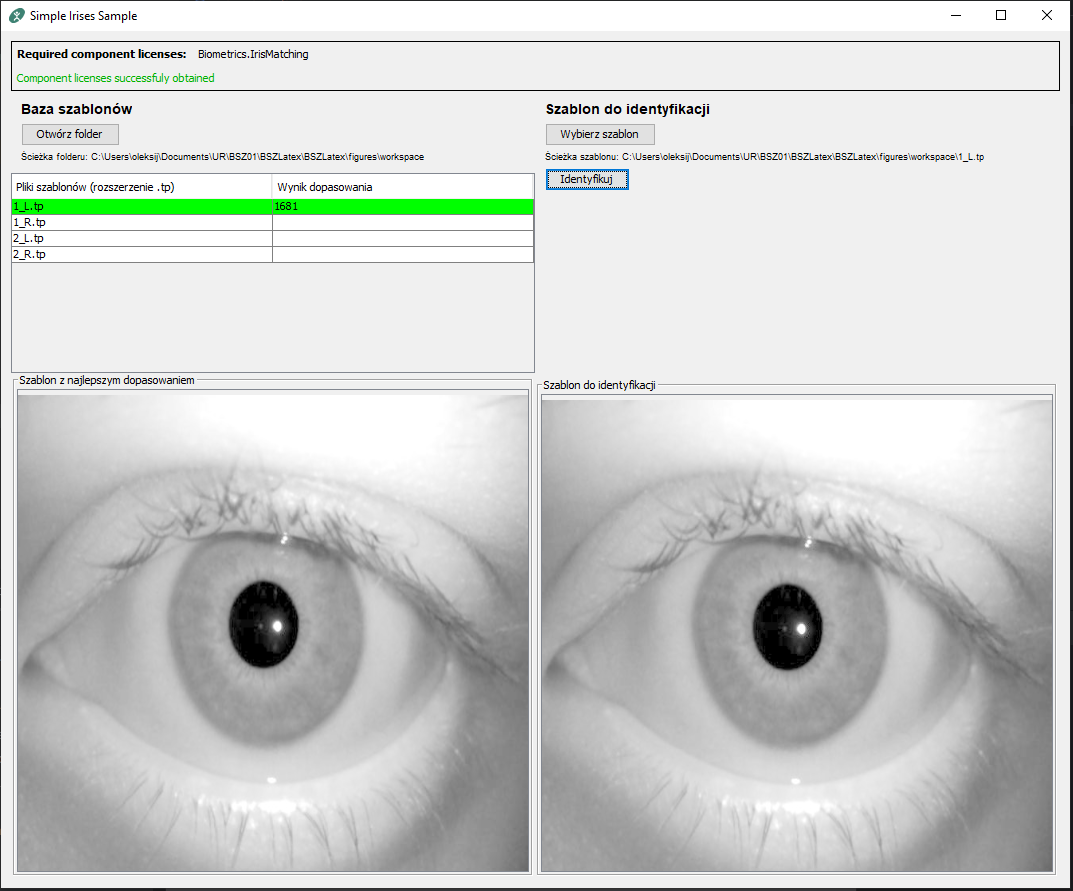 Simple Irises Sample
Required component licenses: Biometrics.IrisMatching
Component licenses successfuly obtained
Baza szablonów
Otwórz folder
Ścieżka folderu: C:\Users\oleksij\Documents\UR\BSZ01\BSZLatex\BSZLatex\figures\workspace
Pliki szablonów (rozszerzenie .tp) Wynik dopasowania
1_L.tp 1681
1_R.tp
2_L.tp
2_R.tp
Szablon do identyfikacji
Wybierz szablon
Ścieżka szablonu: C:\Users\oleksij\Documents\UR\BSZ01\BSZLatex\BSZLatex\figures\workspace\1_L.tp
Identyfikuj
Szablon z najlepszym dopasowaniem
Szablon do identyfikacji